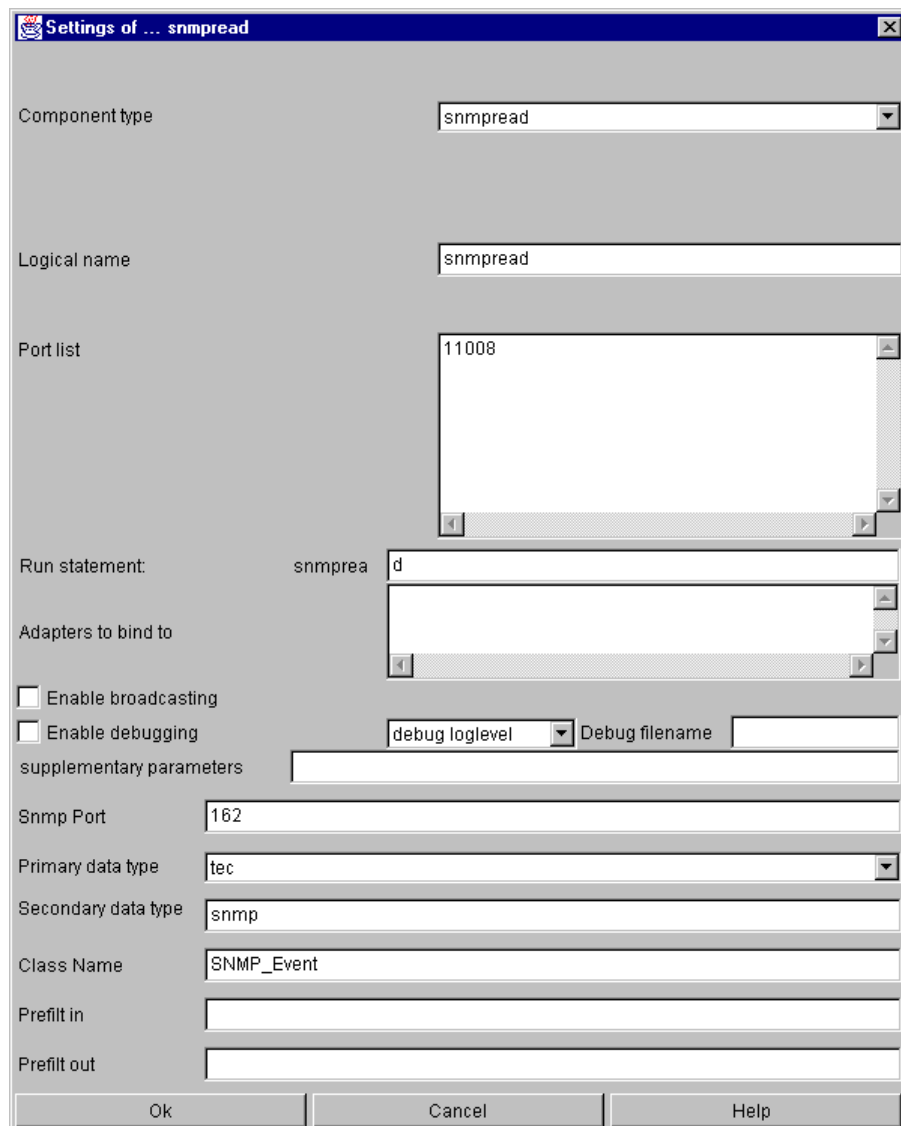 Settings of ... snmpread
Component type snmpread
Logical name snmpread
Port list 11008
Run statement: snmprea d
Adapters to bind to
Enable broadcasting
Enable debugging debug loglevel Debug filename
supplementary parameters
Snmp Port 162
Primary data type tec
Secondary data type snmp
Class Name SNMP_Event
Prefilt in
Prefilt out
Ok Cancel Help